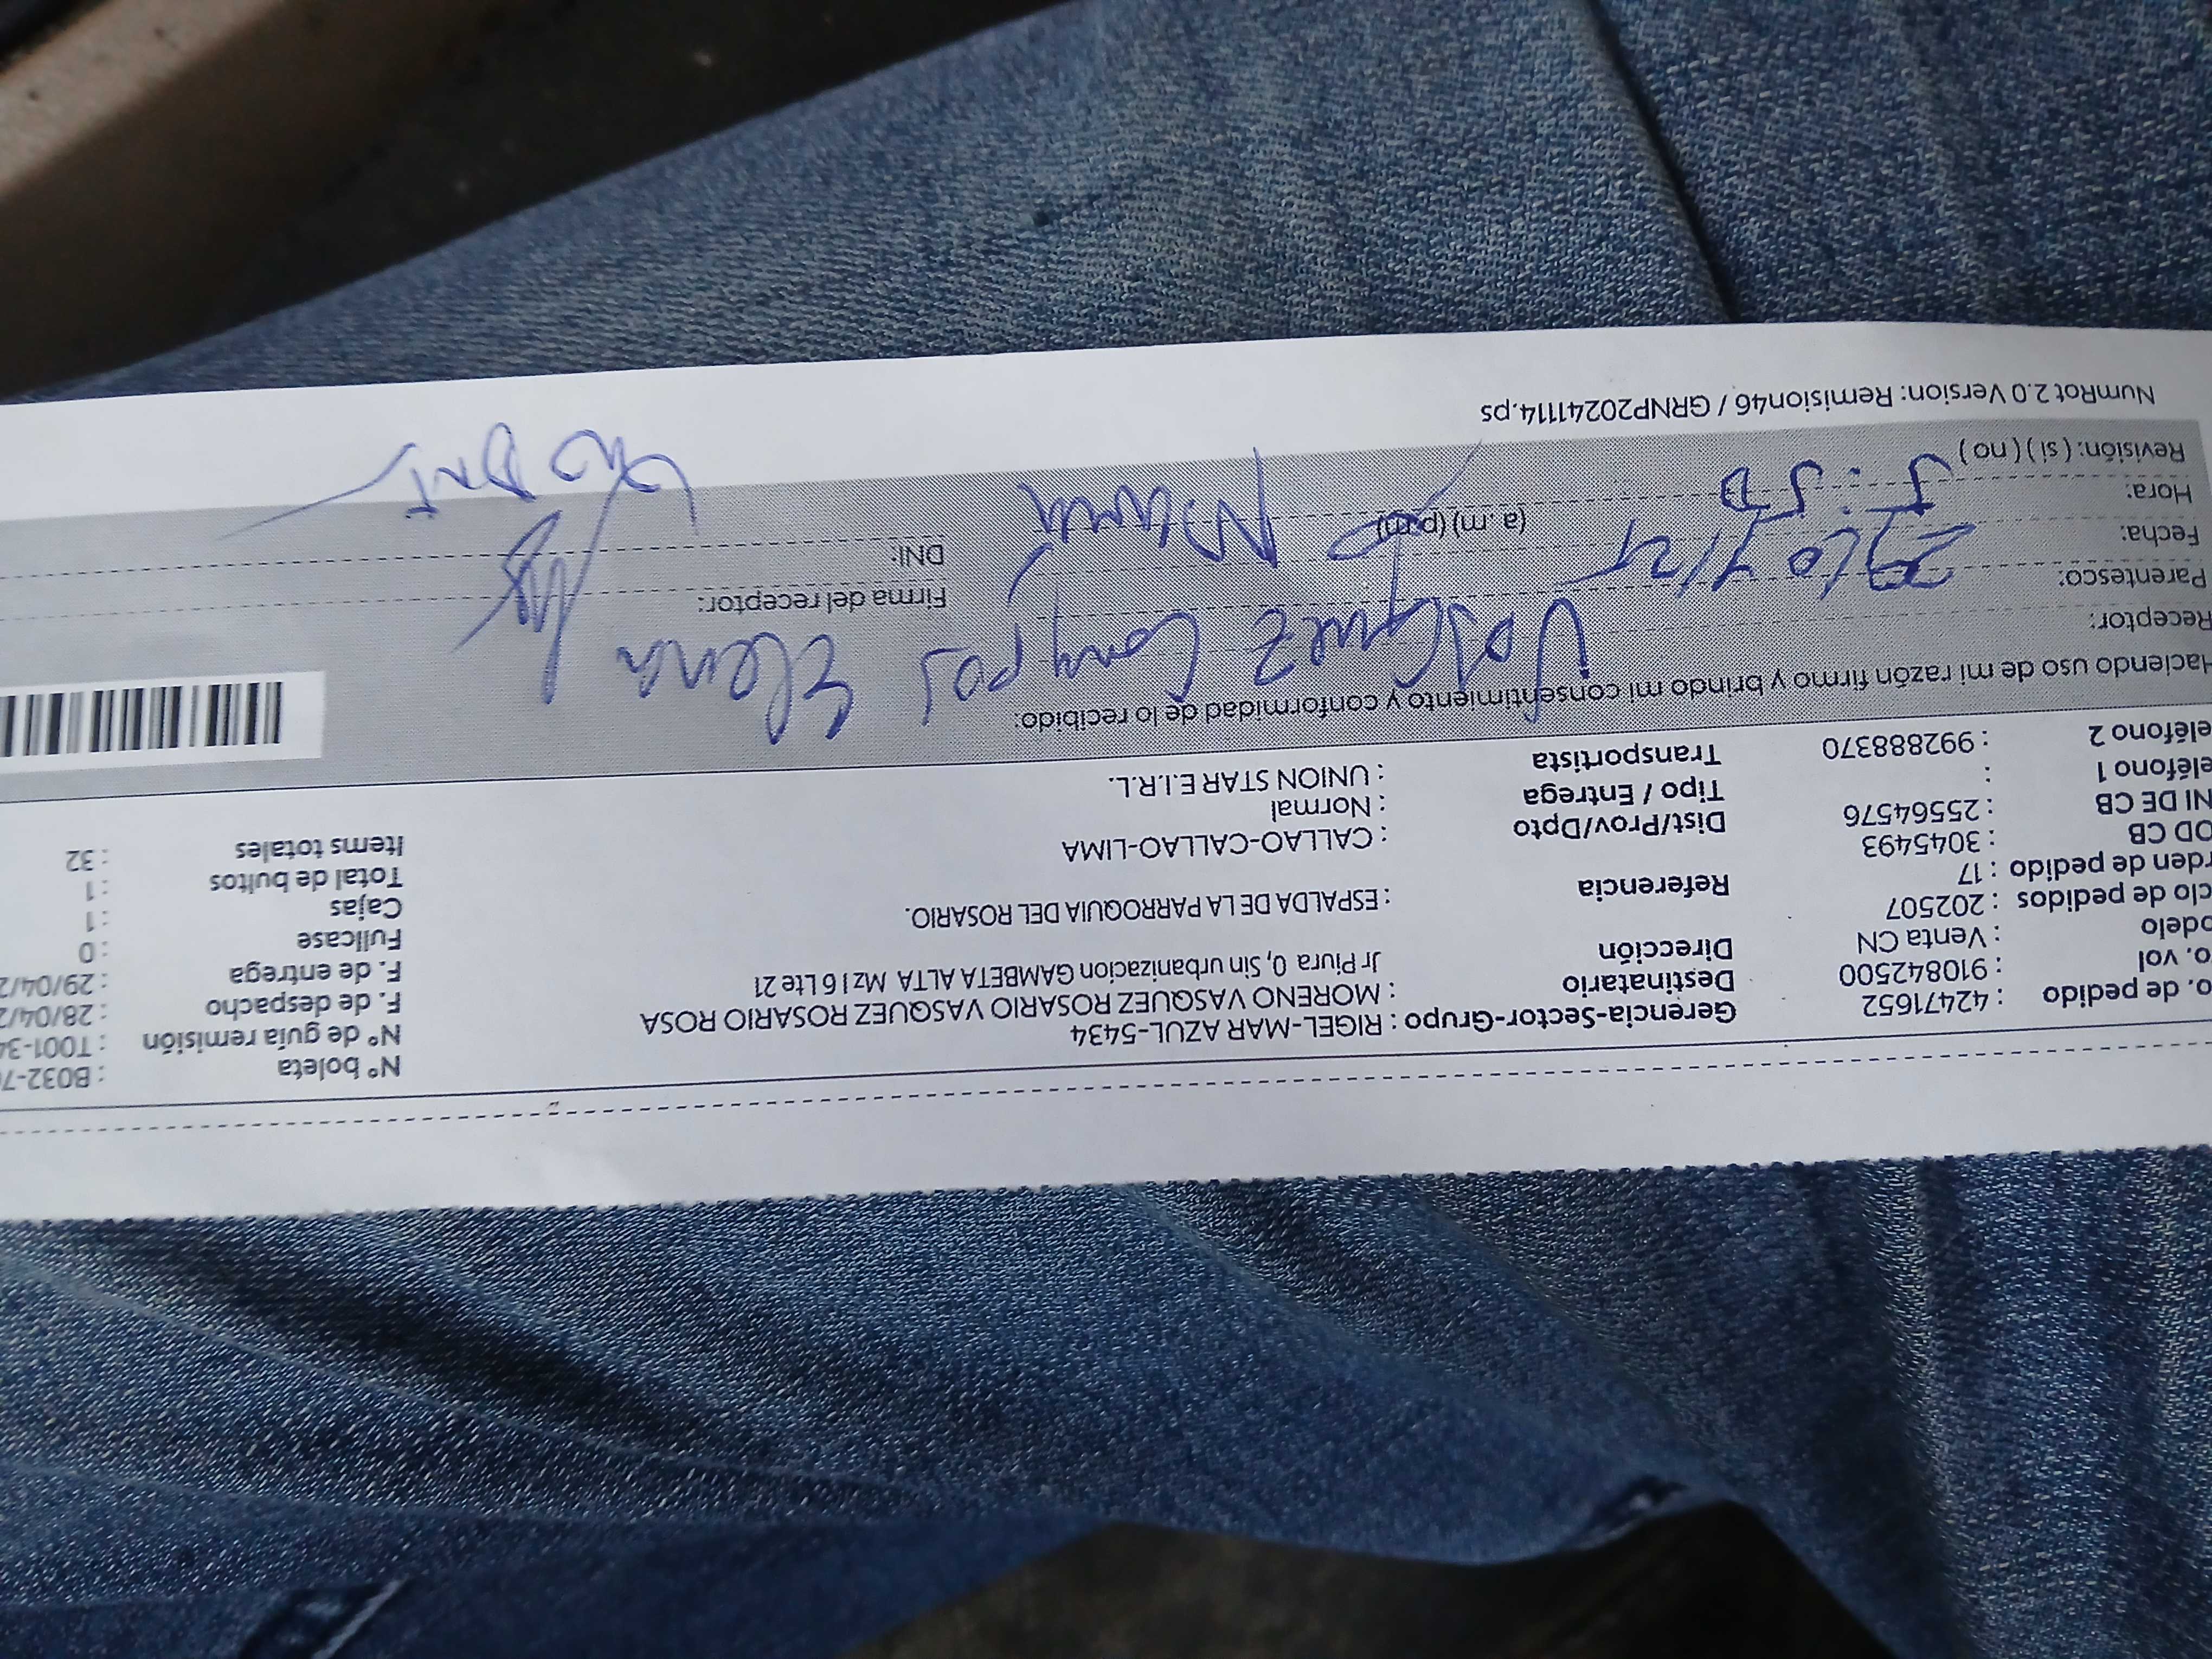 o. de pedido : 42471652 Gerencia-Sector-Grupo : RIGEL-MAR AZUL-5434 N° boleta : B032-7
o. vol : 910842500 Destinatario : MORENO VASQUEZ ROSARIO VASQUEZ ROSARIO ROSA N° de guía remisión : T001-34
odelo : Venta CN Dirección Jr Piura 0, Sin urbanizacion GAMBETA ALTA Mz I 6 Lte 21 F. de despacho : 28/04/2
clo de pedidos : 202507 F. de entrega : 29/04/2
rden de pedido : 17 Referencia : ESPALDA DE LA PARROQUIA DEL ROSARIO. Fullcase : 0
OD CB : 3045493 Cajas : 1
NI DE CB : 25564576 Dist/Prov/Dpto : CALLAO-CALLAO-LIMA Total de bultos : 1
eléfono 1 : Tipo / Entrega : Normal Items totales : 32
eléfono 2 : 992888370 Transportista : UNION STAR E.I.R.L.
Haciendo uso de mi razón firmo y brindo mi consentimiento y conformidad de lo recibido:
Receptor: Vasquez Campos Elena
Parentesco: Firma del receptor:
Fecha: 29/04/25 Mamá DNI:
Hora: 5:50 (a. m) (p.m) no DNI
Revisión: ( si ) ( no )
NumRot 2.0 Version: Remision46 / GRNP20241114.ps